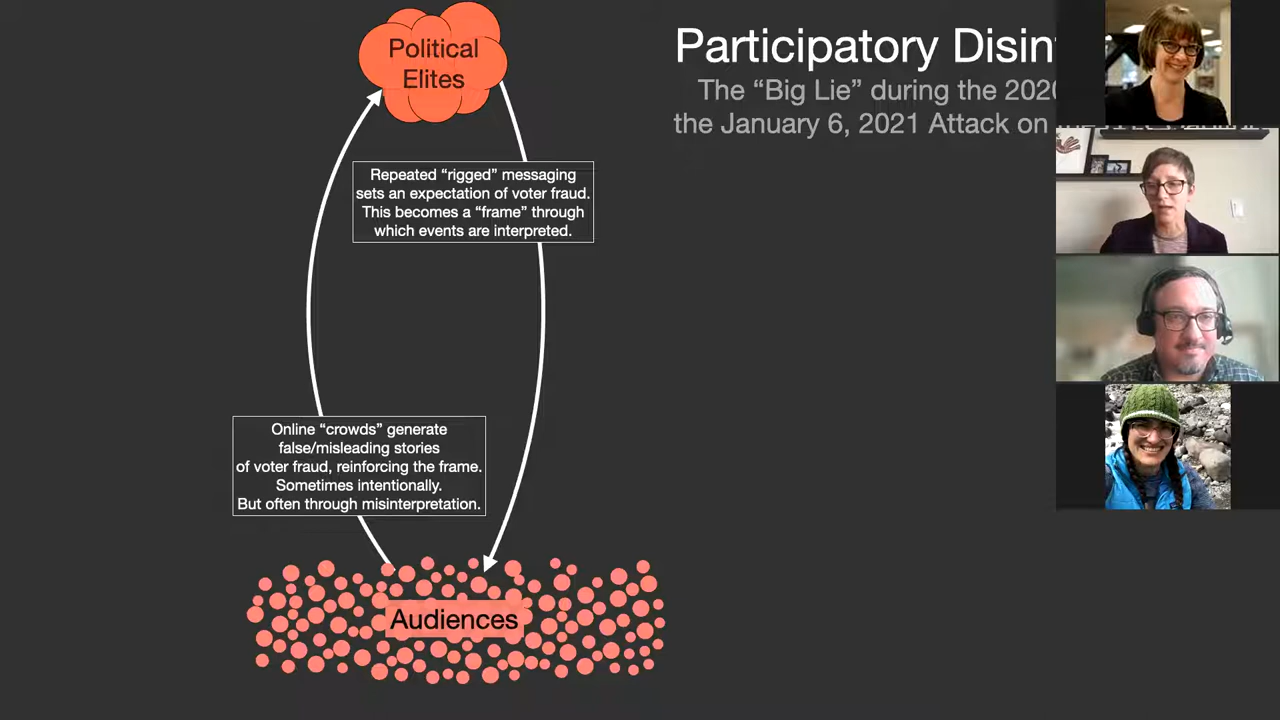 Political
Elites
Participatory
The “Big Lie” during the
the January 6, 2021 Attack on
Repeated “rigged” messaging
sets an expectation of voter fraud.
This becomes a “frame” through
which events are interpreted.
Online “crowds” generate
false/misleading stories
of voter fraud, reinforcing the frame.
Sometimes intentionally.
But often through misinterpretation.
Audiences